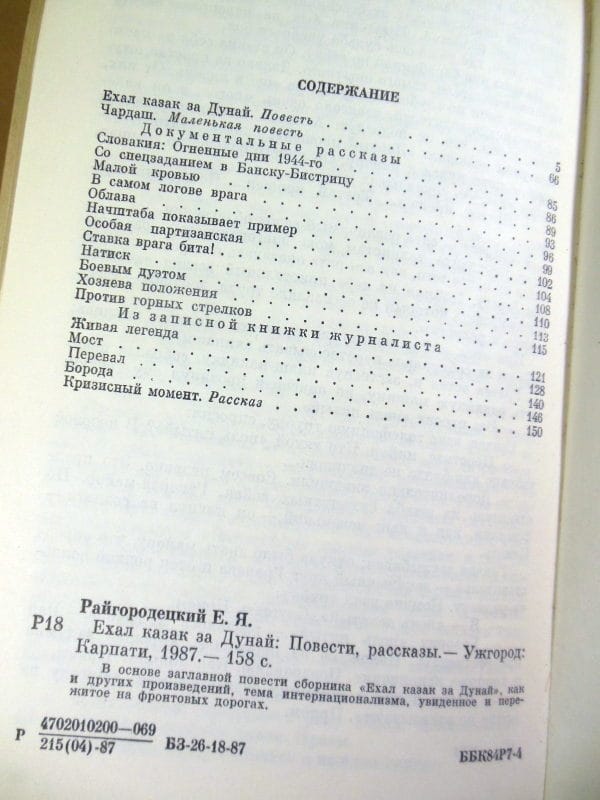 СОДЕРЖАНИЕ
Ехал казак за Дунай. Повесть . . . . . . . 5
Чардаш. Маленькая повесть . . . . . . . 66
Документальные рассказы
Словакия: Огненные дни 1944-го . . . . . . . 85
Со спецзаданием в Банску-Бистрицу . . . . . . . 86
Малой кровью . . . . . . . 89
В самом логове врага . . . . . . . 93
Облава . . . . . . . 96
Начштаба показывает пример . . . . . . . 99
Особая партизанская . . . . . . . 102
Ставка врага бита! . . . . . . . 104
Натиск . . . . . . . 108
Боевым дуэтом . . . . . . . 110
Хозяева положения . . . . . . . 113
Против горных стрелков . . . . . . . 115
Из записной книжки журналиста
Живая легенда . . . . . . . 121
Мост . . . . . . . 128
Перевал . . . . . . . 140
Борода . . . . . . . 146
Кризисный момент. Рассказ . . . . . . . 150
Райгородецкий Е. Я.
Р18 Ехал казак за Дунай: Повести, рассказы.— Ужгород:
Карпати, 1987.— 158 с.
В основе заглавной повести сборника «Ехал казак за Дунай», как
и других произведений, тема интернационализма, увиденное и пере-
житое на фронтовых дорогах.
Р 4702010200—069
215(04)-87 БЗ-26-18-87
ББК84Р7-4